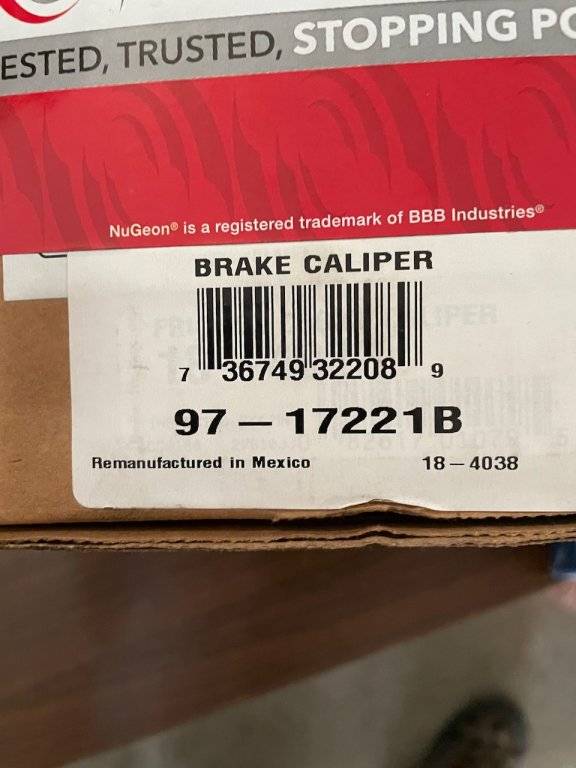 ESTED, TRUSTED, STOPPING
NuGeon® is a registered trademark of BBB Industries®
BRAKE CALIPER
7 36749 32208 9
97-17221B
Remanufactured in Mexico 18-4038